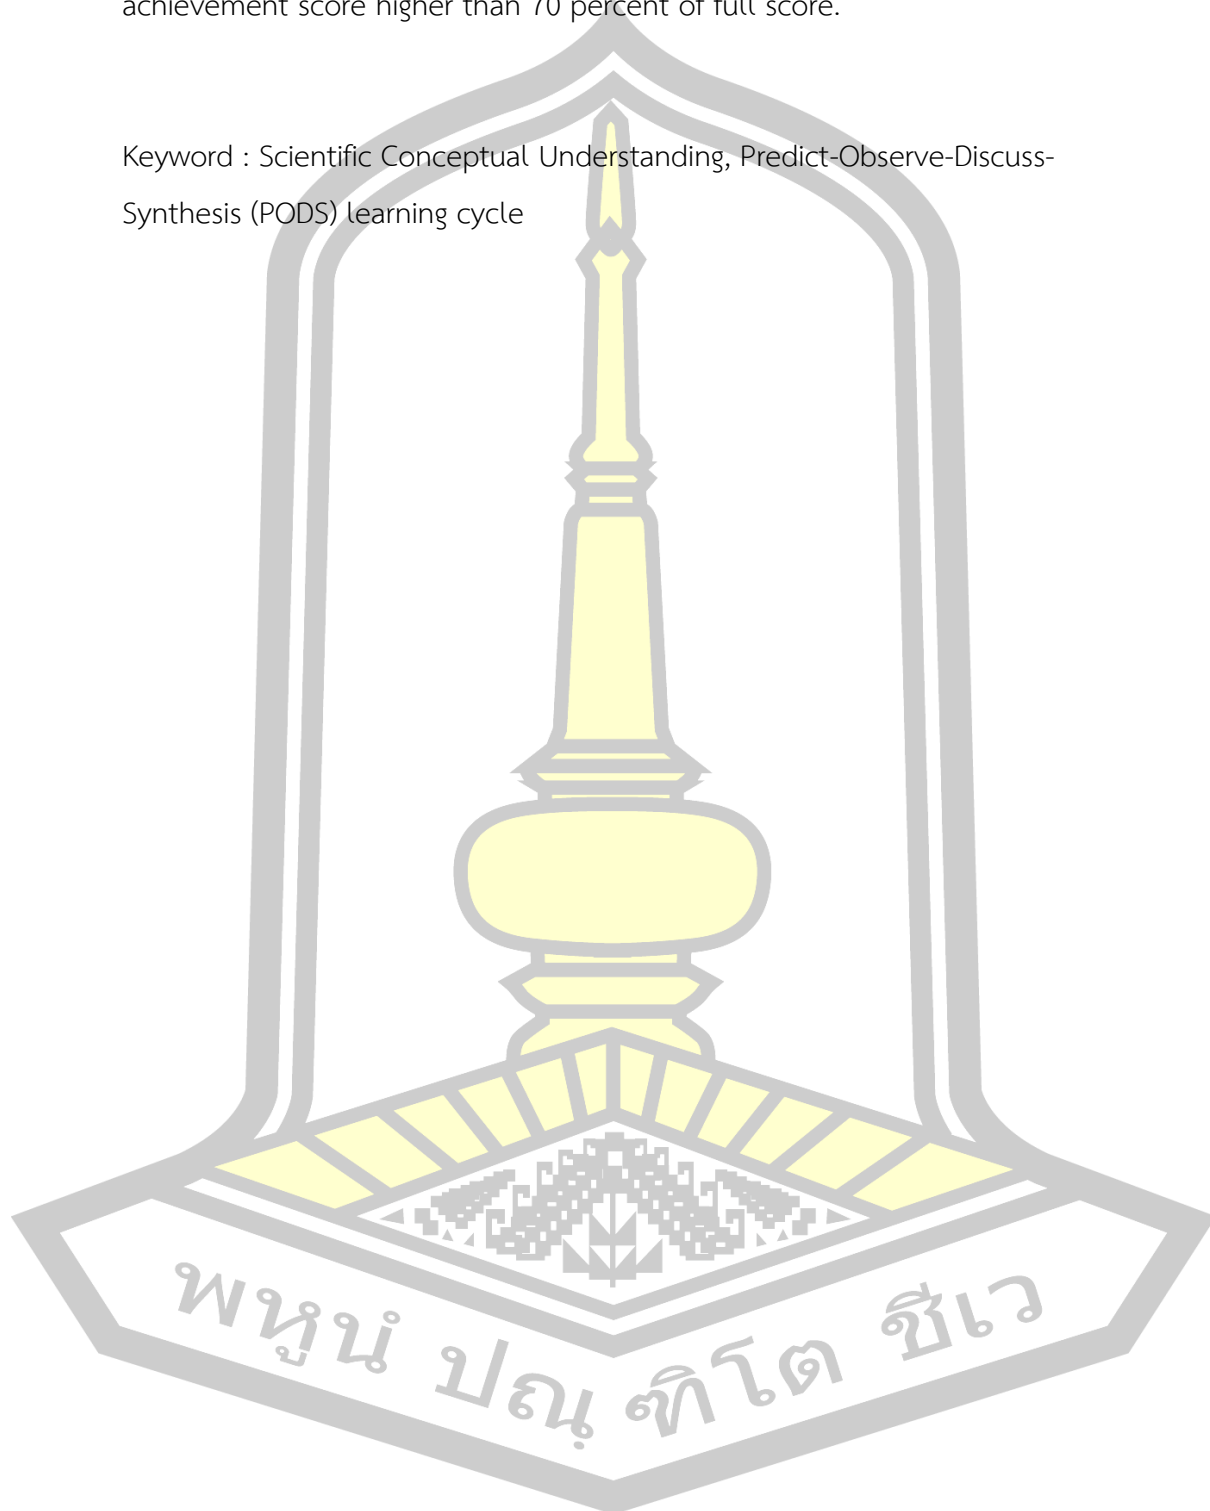 achievement score higher than 70 percent of full score.
Keyword : Scientific Conceptual Understanding, Predict-Observe-Discuss-
Synthesis (PODS) learning cycle
พหูนํ ปณฺฑิโต ชีเว